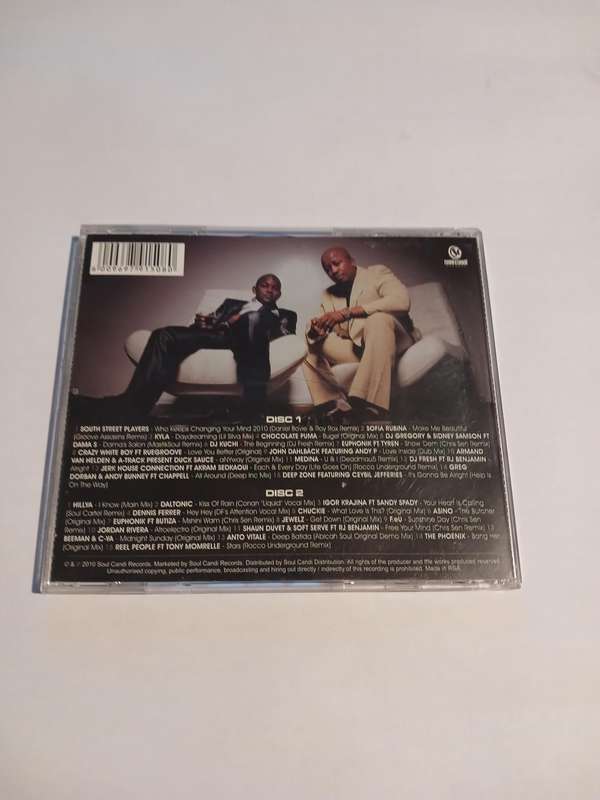 6009697 915080
DISC 1
1 SOUTH STREET PLAYERS - Who Keeps Changing Your Mind 2010 (Daniel Bovie & Roy Rox Remix) 2 SOFIA RUBINA - Make Me Beautiful
(Groove Assassins Remix) 3 KYLA - Daydreaming (Lil Silva Mix) 4 CHOCOLATE PUMA - Buge! (Original Mix) 5 DJ GREGORY & SIDNEY SAMSON FT
DAMA S - Damas Salon (MastikSoul Remix) 6 DJ KUCHI - The Beginning (DJ Fresh Remix) 7 EUPHONIK FT TYREN - Show Dem (Chris Sen Remix)
8 CRAZY WHITE BOY FT RUEGROOVE - Love You Better (Original) 9 JOHN DAHLBACK FEATURING ANDY P - Love Inside (Dub Mix) 10 ARMAND
VAN HELDEN & A-TRACK PRESENT DUCK SAUCE - aNYway (Original Mix) 11 MEDINA - U & I (Deadmau5 Remix) 12 DJ FRESH FT RJ BENJAMIN -
Alright 13 JERK HOUSE CONNECTION FT AKRAM SEDKAOUI - Each & Every Day (Life Goes On) (Rocco Underground Remix) 14 GREG
DORBAN & ANDY BUNNEY FT CHAPPELL - All Around (Deep Inc Mix) 15 DEEP ZONE FEATURING CEYBIL JEFFERIES - It's Gonna Be Alright (Help Is
On The Way)
DISC 2
1 HILLYA - I Know (Main Mix) 2 DALTONIC - Kiss Of Rain (Conan 'Liquid' Vocal Mix) 3 IGOR KRAJINA FT SANDY SPADY - Your Heart Is Calling
(Soul Cartel Remix) 4 DENNIS FERRER - Hey Hey (DF's Attention Vocal Mix) 5 CHUCKIE - What Love Is This? (Original Mix) 6 ASINO - The Butcher
(Original Mix) 7 EUPHONIK FT BUTIZA - Mshini Wam (Chris Sen Remix) 8 JEWELZ - Get Down (Original Mix) 9 F&U - Sunshine Day (Chris Sen
Remix) 10 JORDAN RIVERA - Afroelectro (Original Mix) 11 SHAUN DUVET & SOFT SERVE FT RJ BENJAMIN - Free Your Mind (Chris Sen Remix) 12
BEEMAN & C-YA - Midnight Sunday (Original Mix) 13 ANTO VITALE - Deep Batida (Abicah Soul Original Demo Mix) 14 THE PHOENIX - Bang Her
(Original Mix) 15 REEL PEOPLE FT TONY MOMRELLE - Stars (Rocco Underground Remix)
© & ℗ 2010 Soul Candi Records. Marketed by Soul Candi Records. Distributed by Soul Candi Distribution. All rights of the producer and the works produced reserved.
Unauthorised copying, public performance, broadcasting and hiring out directly / indirectly of this recording is prohibited. Made in RSA.